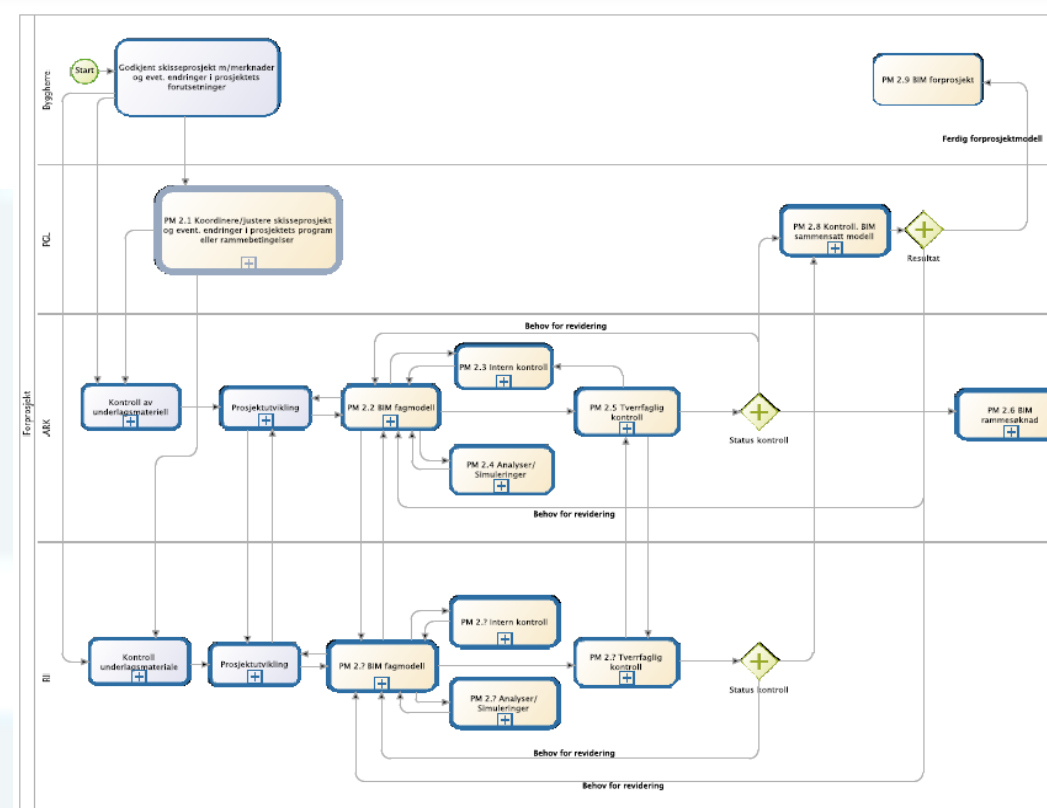 Forprosjekt
Byggherre
Start
Godkjent skisseprosjekt m/merknader
og evet. endringer i prosjektets
forutsetninger
PM 2.9 BIM forprosjekt
Ferdig forprosjektmodell
PGL
PM 2.1 Koordinere/justere skisseprosjekt
og event. endringer i prosjektets program
eller rammebetingelser
PM 2.8 Kontroll. BIM
sammensatt modell
Resultat
ARK
Behov for revidering
Kontroll av
underlagsmateriell
Prosjektutvikling
PM 2.2 BIM fagmodell
PM 2.3 Intern kontroll
PM 2.4 Analyser/
Simuleringer
PM 2.5 Tverrfaglig
kontroll
Status kontroll
PM 2.6 BIM
rammesøknad
Behov for revidering
RI
Kontroll
underlagsmateriale
Prosjektutvikling
PM 2.? BIM fagmodell
PM 2.? Intern kontroll
PM 2.? Analyser/
Simuleringer
PM 2.? Tverrfaglig
kontroll
Status kontroll
Behov for revidering
Behov for revidering